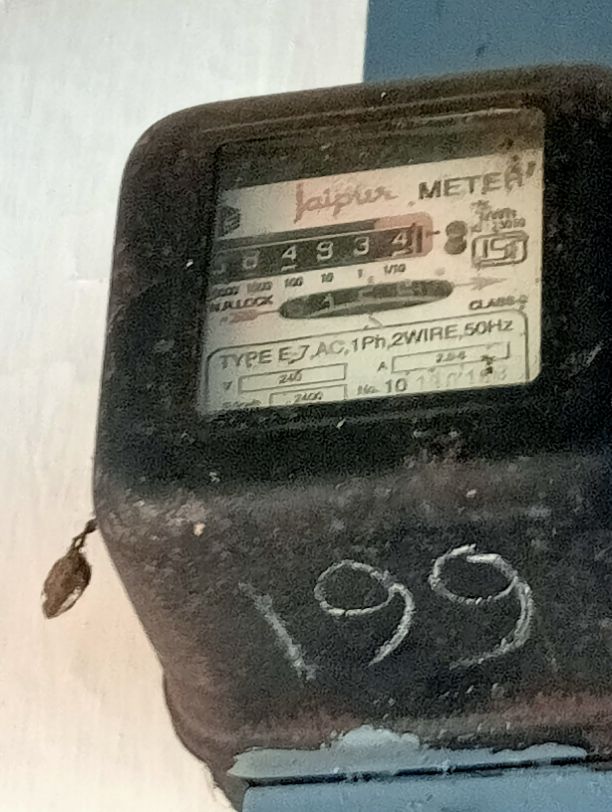 Jaipur METER
8 4 9 3 4
1000 100 10 1 1/10
N.R.LOCK
CLASS-2
TYPE E-7,AC,1Ph,2WIRE,50Hz
V 240 A
2400 No. 10
199